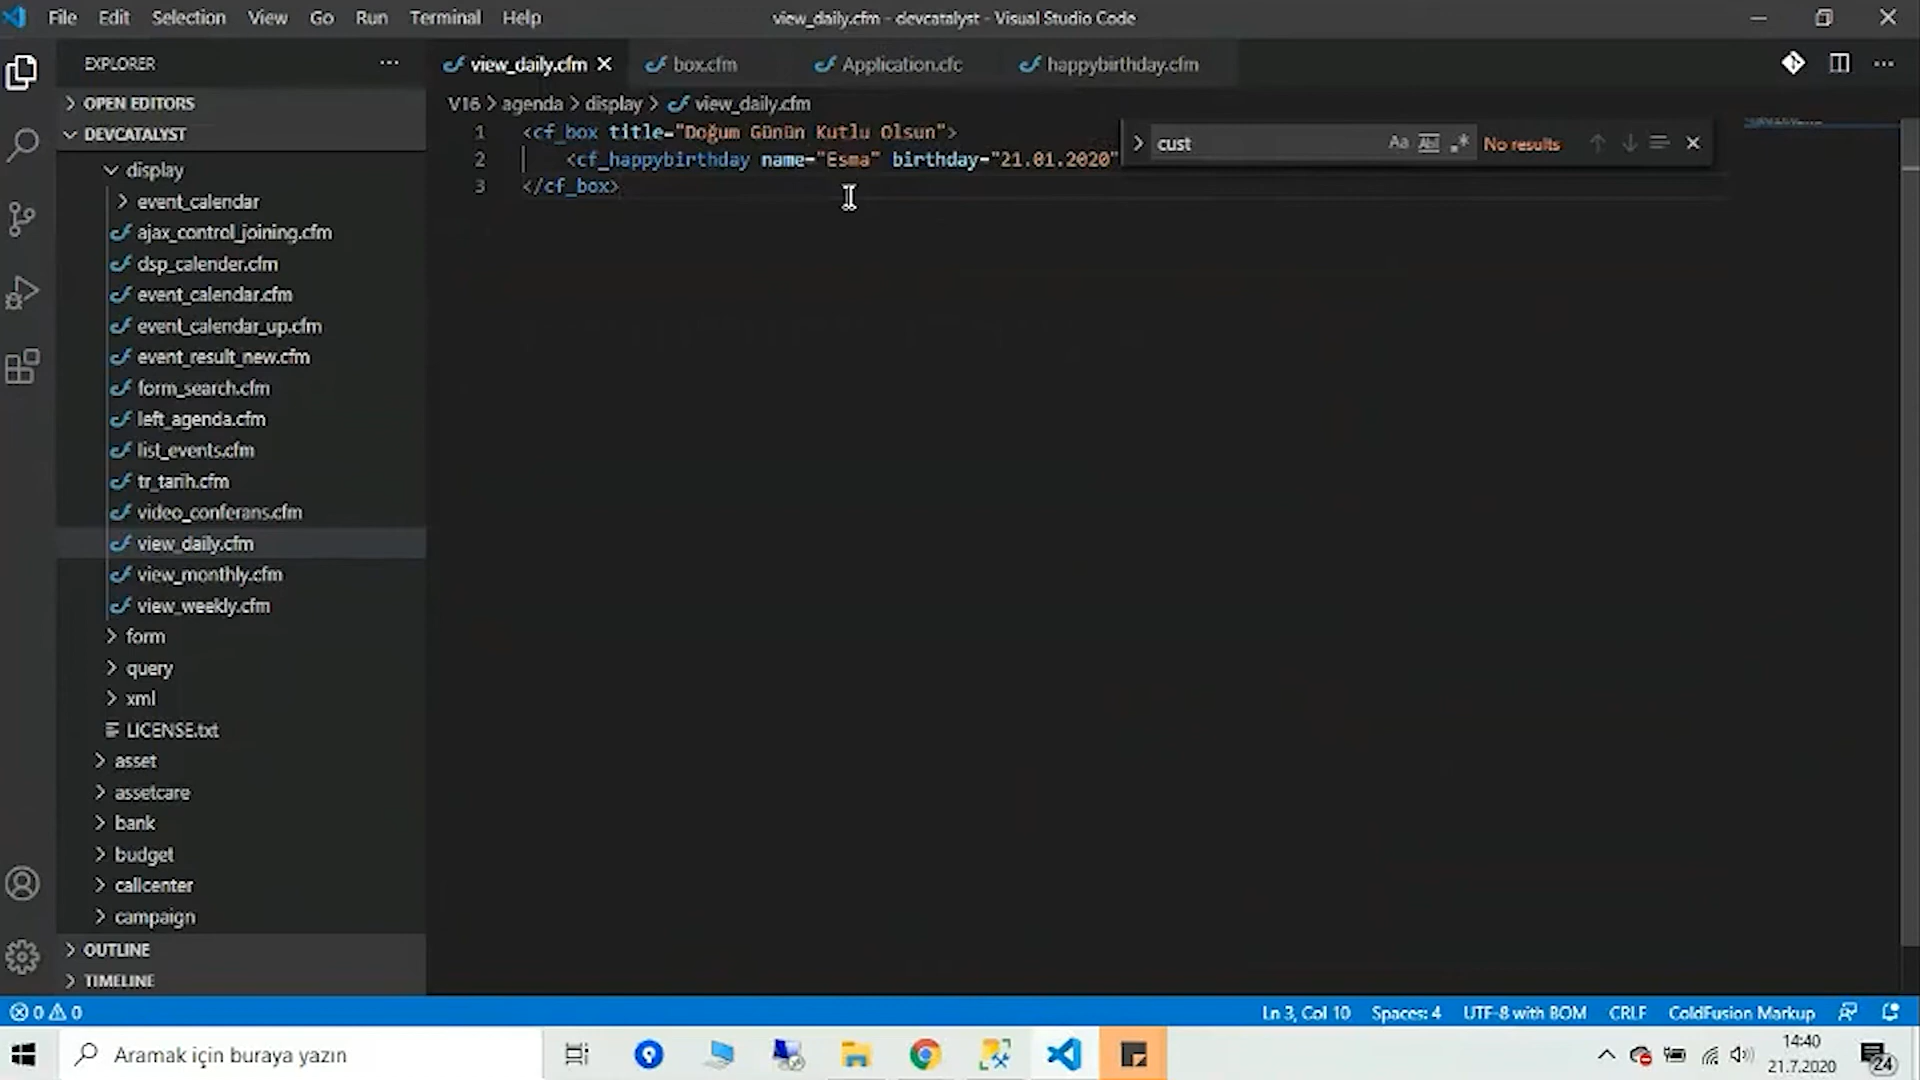 File Edit Selection View Go Run Terminal Help
view_daily.cfm - devcatalyst - Visual Studio Code
EXPLORER
view_daily.cfm
box.cfm
Application.cfc
happybirthday.cfm
V16 > agenda > display > view_daily.cfm
OPEN EDITORS
DEVCATALYST
display
event_calendar
ajax_control_joining.cfm
dsp_calender.cfm
event_calendar.cfm
event_calendar_up.cfm
event_result_new.cfm
form_search.cfm
left_agenda.cfm
list_events.cfm
tr_tarih.cfm
video_conferans.cfm
view_daily.cfm
view_monthly.cfm
view_weekly.cfm
form
query
xml
LICENSE.txt
asset
assetcare
bank
budget
callcenter
campaign
OUTLINE
TIMELINE
1 <cf_box title="Doğum Günün Kutlu Olsun">
2 <cf_happybirthday name="Esma" birthday="21.01.2020"
3 </cf_box>
cust
Aa
No results
0 0
Ln 3, Col 10
Spaces: 4
UTF-8 with BOM
CRLF
ColdFusion Markup
Aramak için buraya yazın
14:40
21.7.2020
24